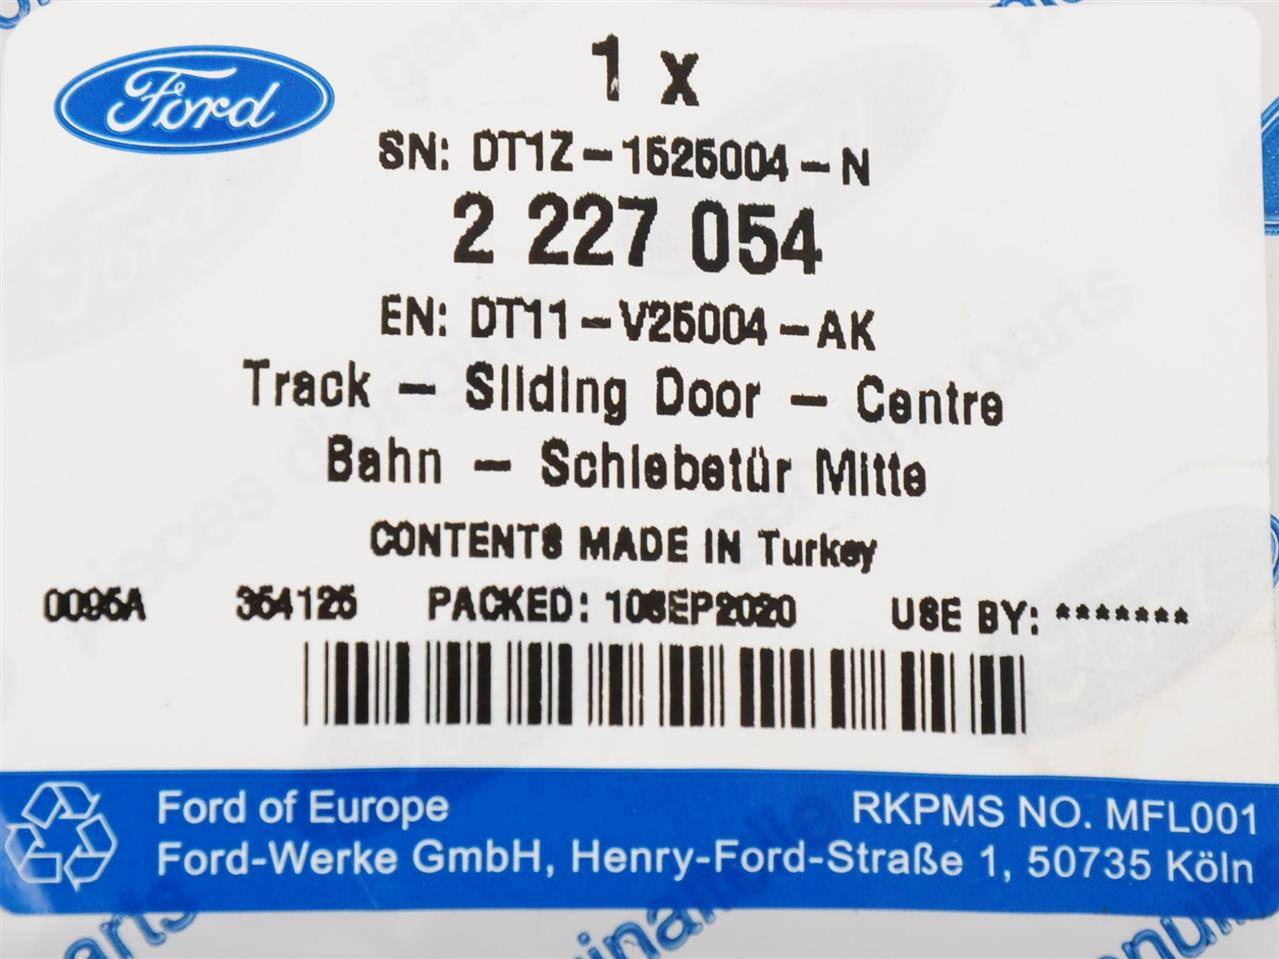 Ford
1 x
SN: DT1Z-1525004-N
2 227 054
EN: DT11-V25004-AK
Track - Sliding Door - Centre
Bahn - Schiebetür Mitte
CONTENTS MADE IN Turkey
0095A 354125 PACKED: 10SEP2020 USE BY: *******
Ford of Europe RKPMS NO. MFL001
Ford-Werke GmbH, Henry-Ford-Straße 1, 50735 Köln